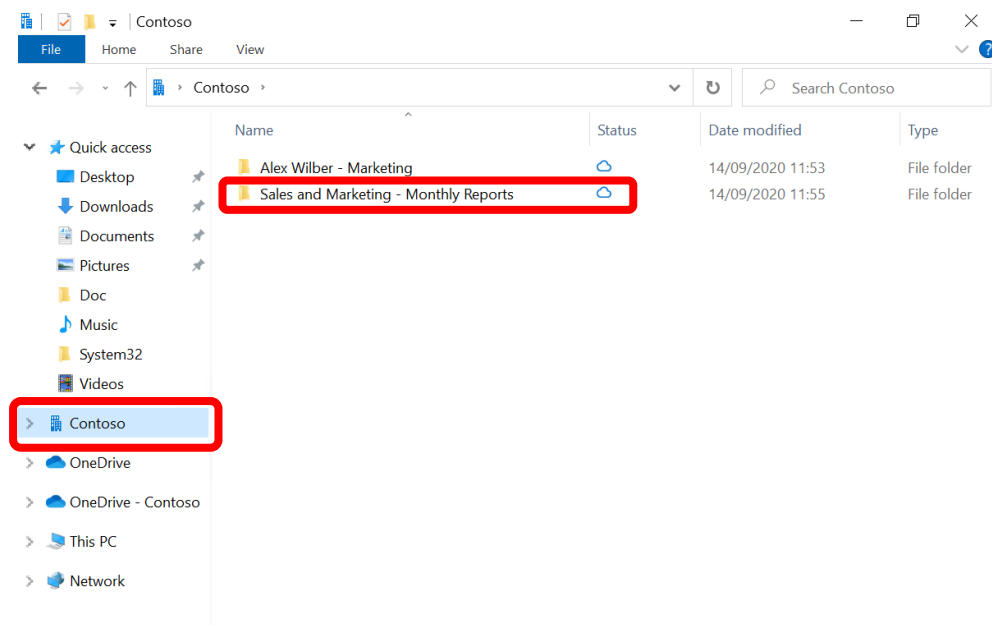 Contoso
File Home Share View
?
Contoso
Search Contoso
Name Status Date modified Type
Quick access
Desktop
Downloads
Documents
Pictures
Doc
Music
System32
Videos
Contoso
OneDrive
OneDrive - Contoso
This PC
Network
Alex Wilber - Marketing 14/09/2020 11:53 File folder
Sales and Marketing - Monthly Reports 14/09/2020 11:55 File folder